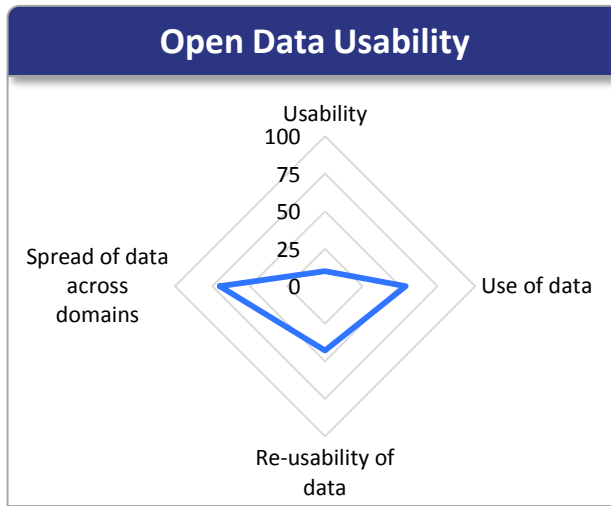 Open Data Usability
Usability
100
75
50
25
0
Spread of data
across
domains
Use of data
Re-usability of
data